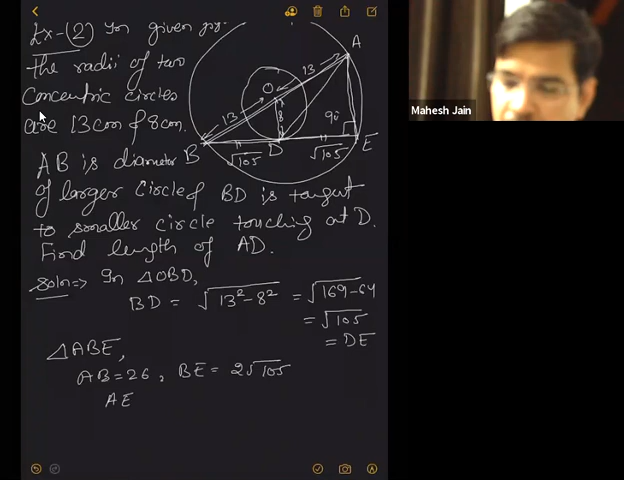 Ex-(2) In given
the radii of two
Concentric circles
are 13cm & 8cm.
AB is diameter
of larger Circle & BD is tangent
to smaller circle touching at D.
Find length of AD.
A
13
O
13
8
90
B
√105
D
√105
E
Soln⇒ In △OBD,
BD = √13²-8² = √169-64
= √105
= DE
△ABE,
AB=26, BE= 2√105
AE
Mahesh Jain